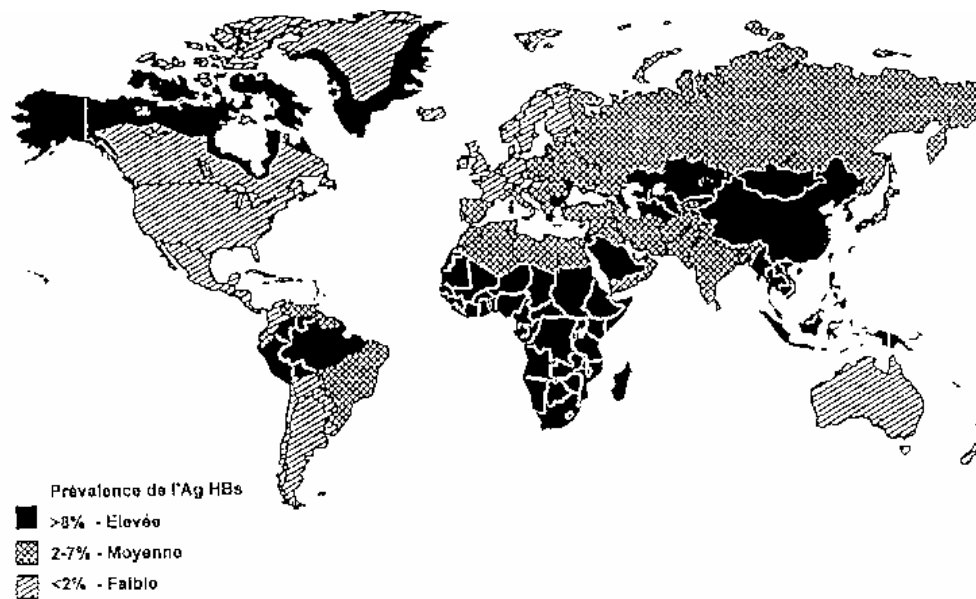 Prévalence de l'Ag HBs
>8% - Elevée
2-7% - Moyenne
<2% - Faible